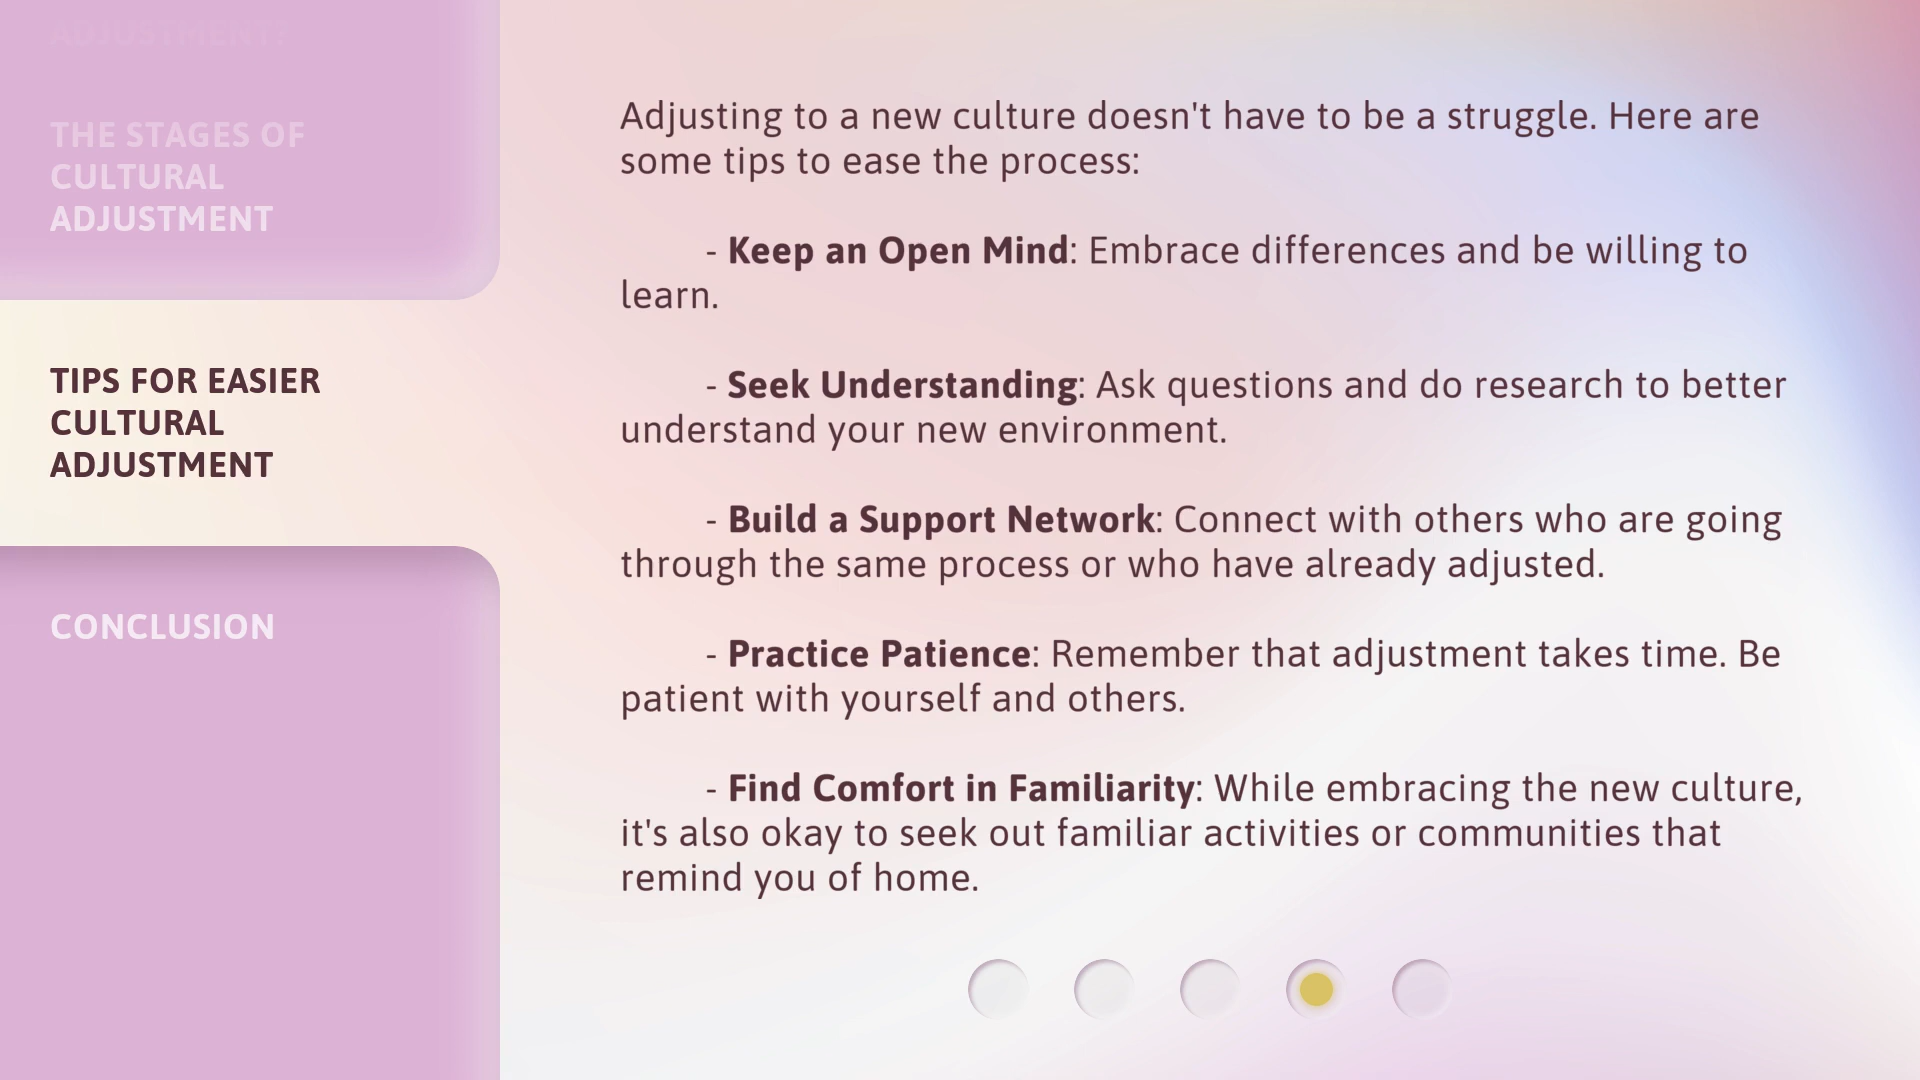 ADJUSTMENT?
THE STAGES OF
CULTURAL
ADJUSTMENT
TIPS FOR EASIER
CULTURAL
ADJUSTMENT
CONCLUSION
Adjusting to a new culture doesn't have to be a struggle. Here are
some tips to ease the process:
- Keep an Open Mind: Embrace differences and be willing to
learn.
- Seek Understanding: Ask questions and do research to better
understand your new environment.
- Build a Support Network: Connect with others who are going
through the same process or who have already adjusted.
- Practice Patience: Remember that adjustment takes time. Be
patient with yourself and others.
- Find Comfort in Familiarity: While embracing the new culture,
it's also okay to seek out familiar activities or communities that
remind you of home.